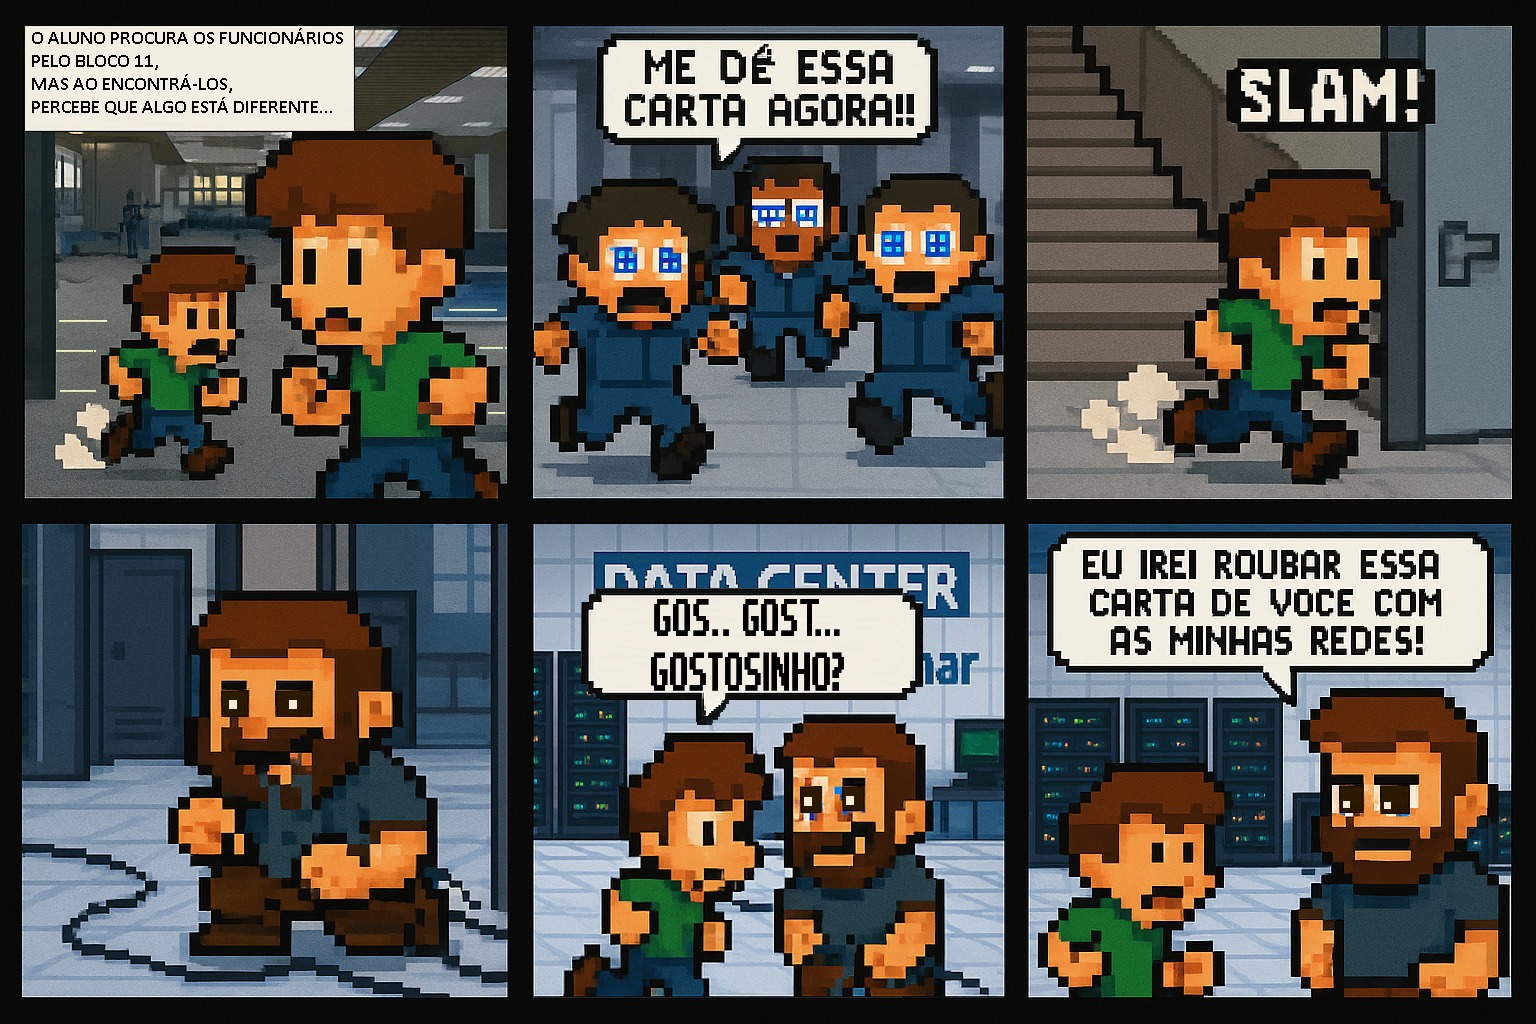 O ALUNO PROCURA OS FUNCIONÁRIOS
PELO BLOCO 11,
MAS AO ENCONTRÁ-LOS,
PERCEBE QUE ALGO ESTÁ DIFERENTE...
ME DÉ ESSA
CARTA AGORA!!
SLAM!
DATA CENTER
GOS.. GOST...
GOSTOSINHO?
EU IREI ROUBAR ESSA
CARTA DE VOCE COM
AS MINHAS REDES!